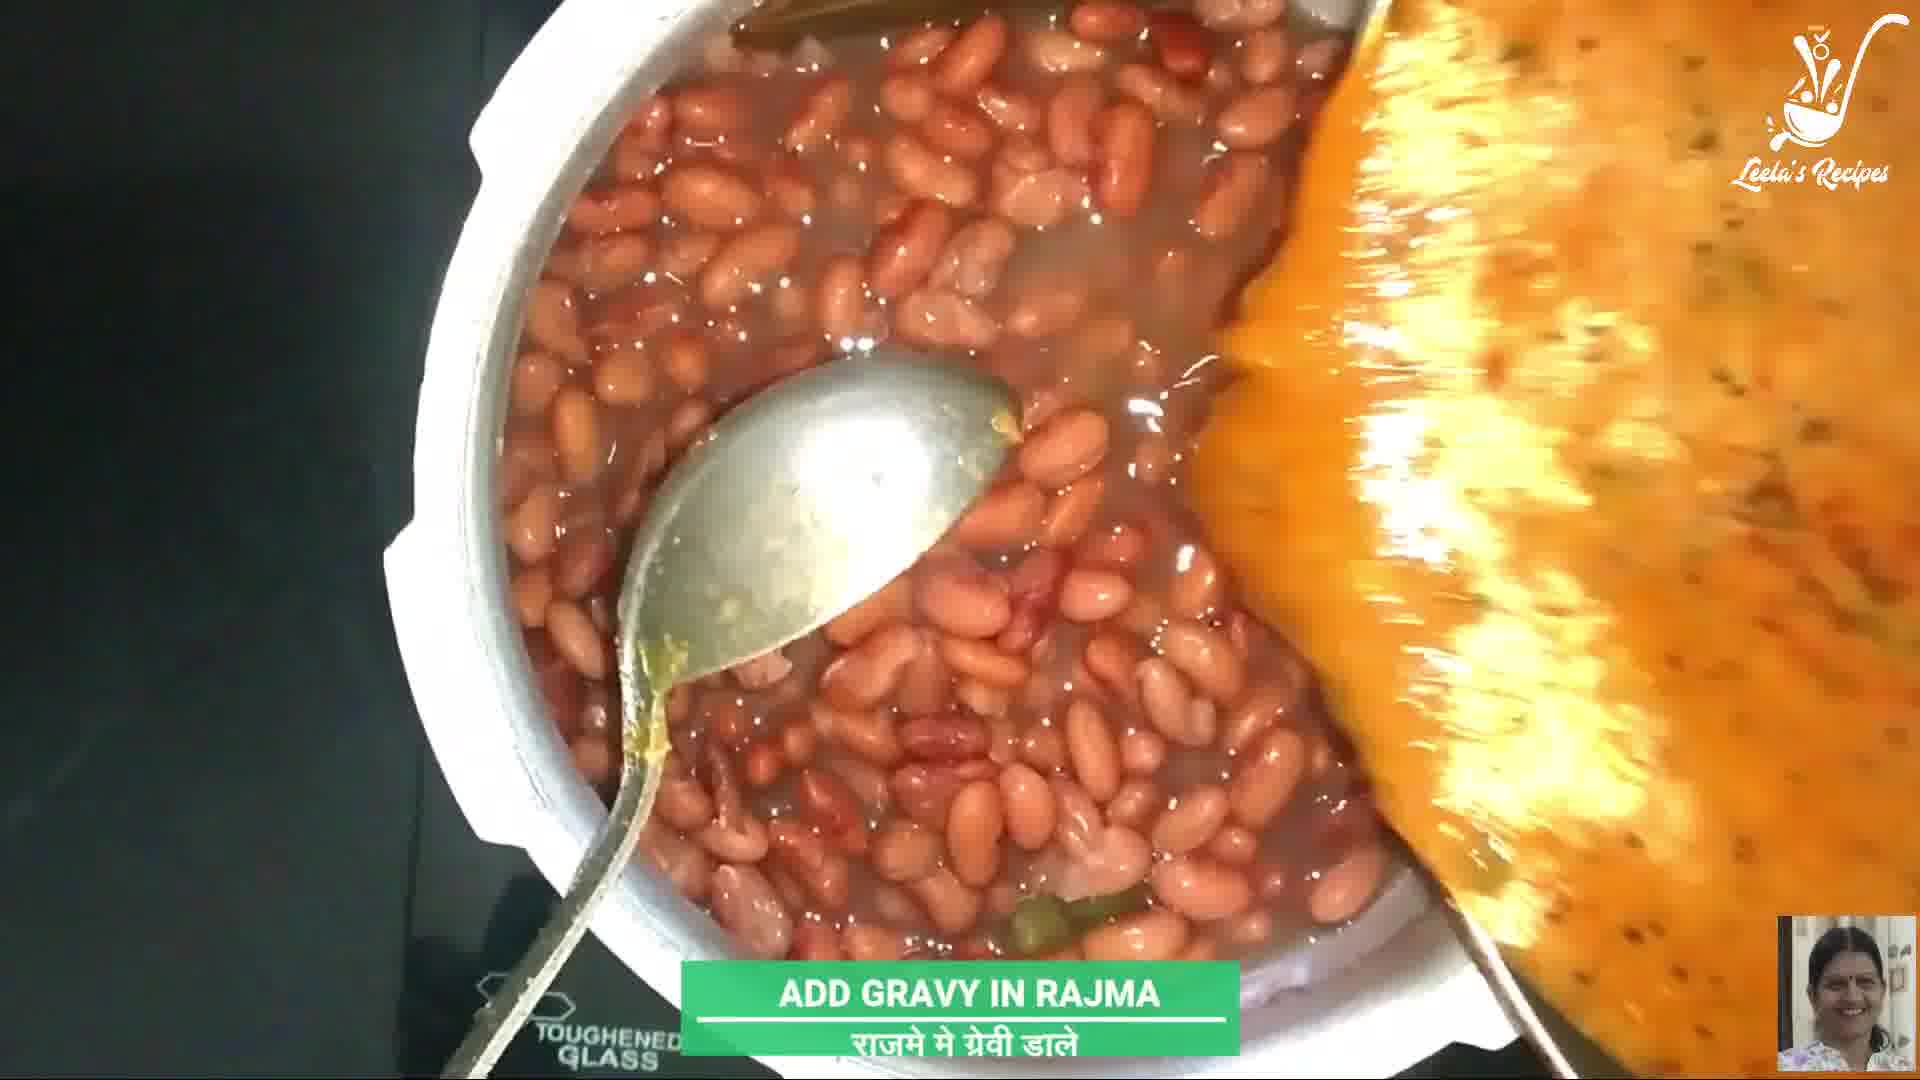 Leela's Recipes
ADD GRAVY IN RAJMA
राजमे मे ग्रेवी डाले
TOUGHENED
GLASS